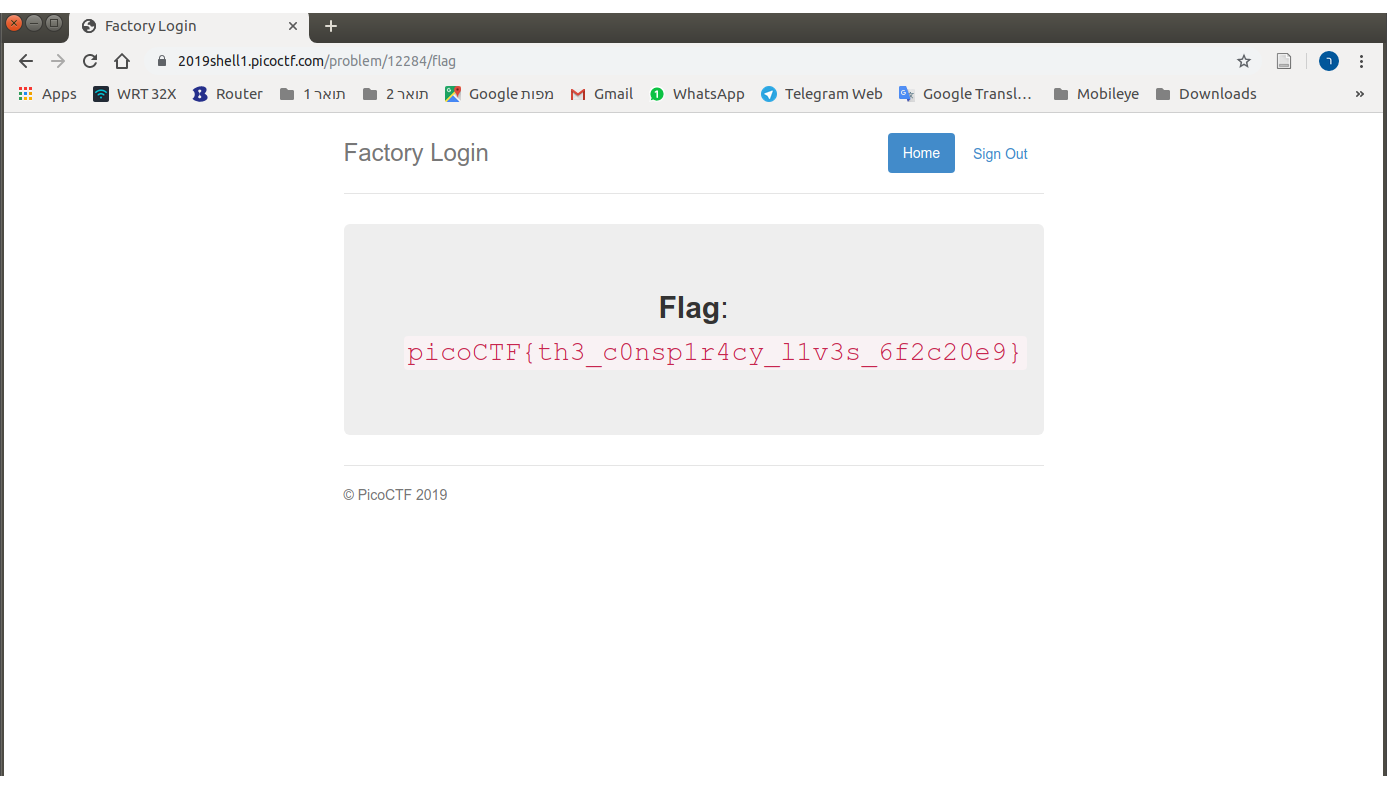 Factory Login
2019shell1.picoctf.com/problem/12284/flag
Apps WRT 32X Router תואר 1 תואר 2 מפות Google Gmail WhatsApp Telegram Web Google Transl... Mobileye Downloads »
Factory Login Home Sign Out
Flag:
picoCTF{th3_c0nsp1r4cy_l1v3s_6f2c20e9}
© PicoCTF 2019